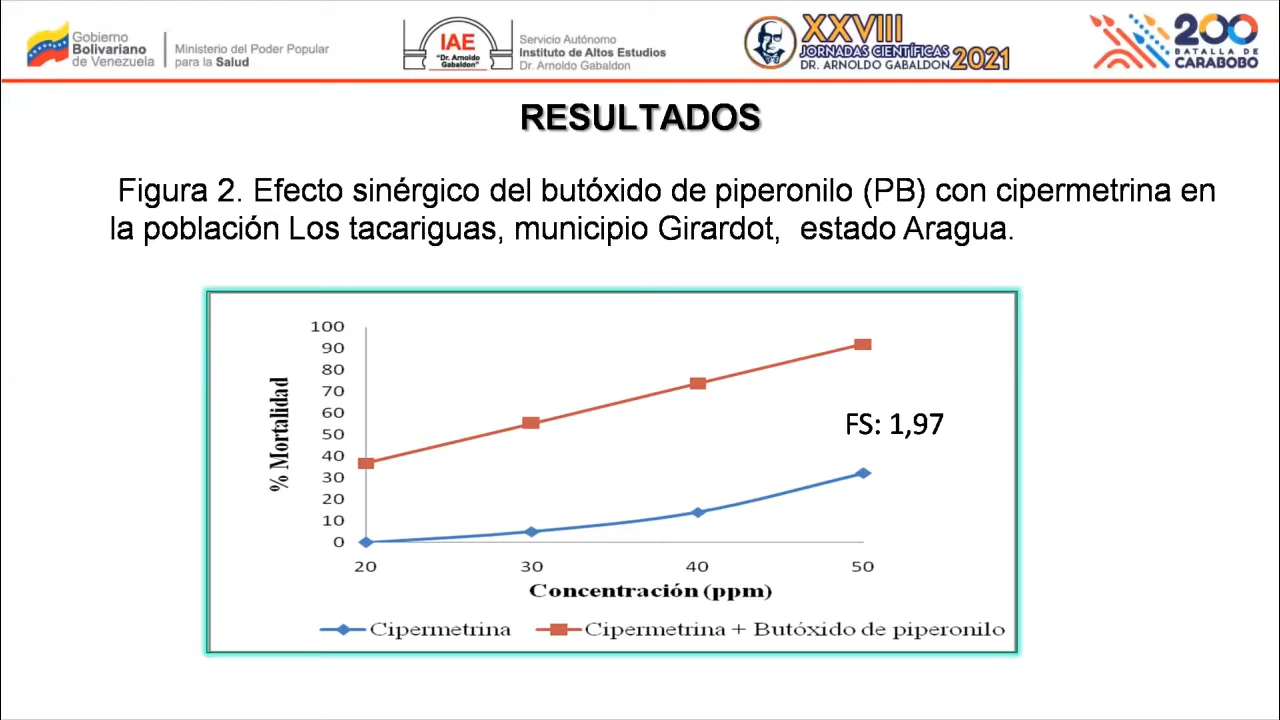 Gobierno
Bolivariano
de Venezuela
Ministerio del Poder Popular
para la Salud
IAE
"Dr. Arnoldo
Gabaldon"
Servicio Autónomo
Instituto de Altos Estudios
Dr. Arnoldo Gabaldon
XXVIII
JORNADAS CIENTÍFICAS
DR. ARNOLDO GABALDON 2021
200
BATALLA DE
CARABOBO
RESULTADOS
Figura 2. Efecto sinérgico del butóxido de piperonilo (PB) con cipermetrina en
la población Los tacariguas, municipio Girardot, estado Aragua.
% Mortalidad
100
90
80
70
60
50
40
30
20
10
0
FS: 1,97
20 30 40 50
Concentración (ppm)
Cipermetrina Cipermetrina + Butóxido de piperonilo